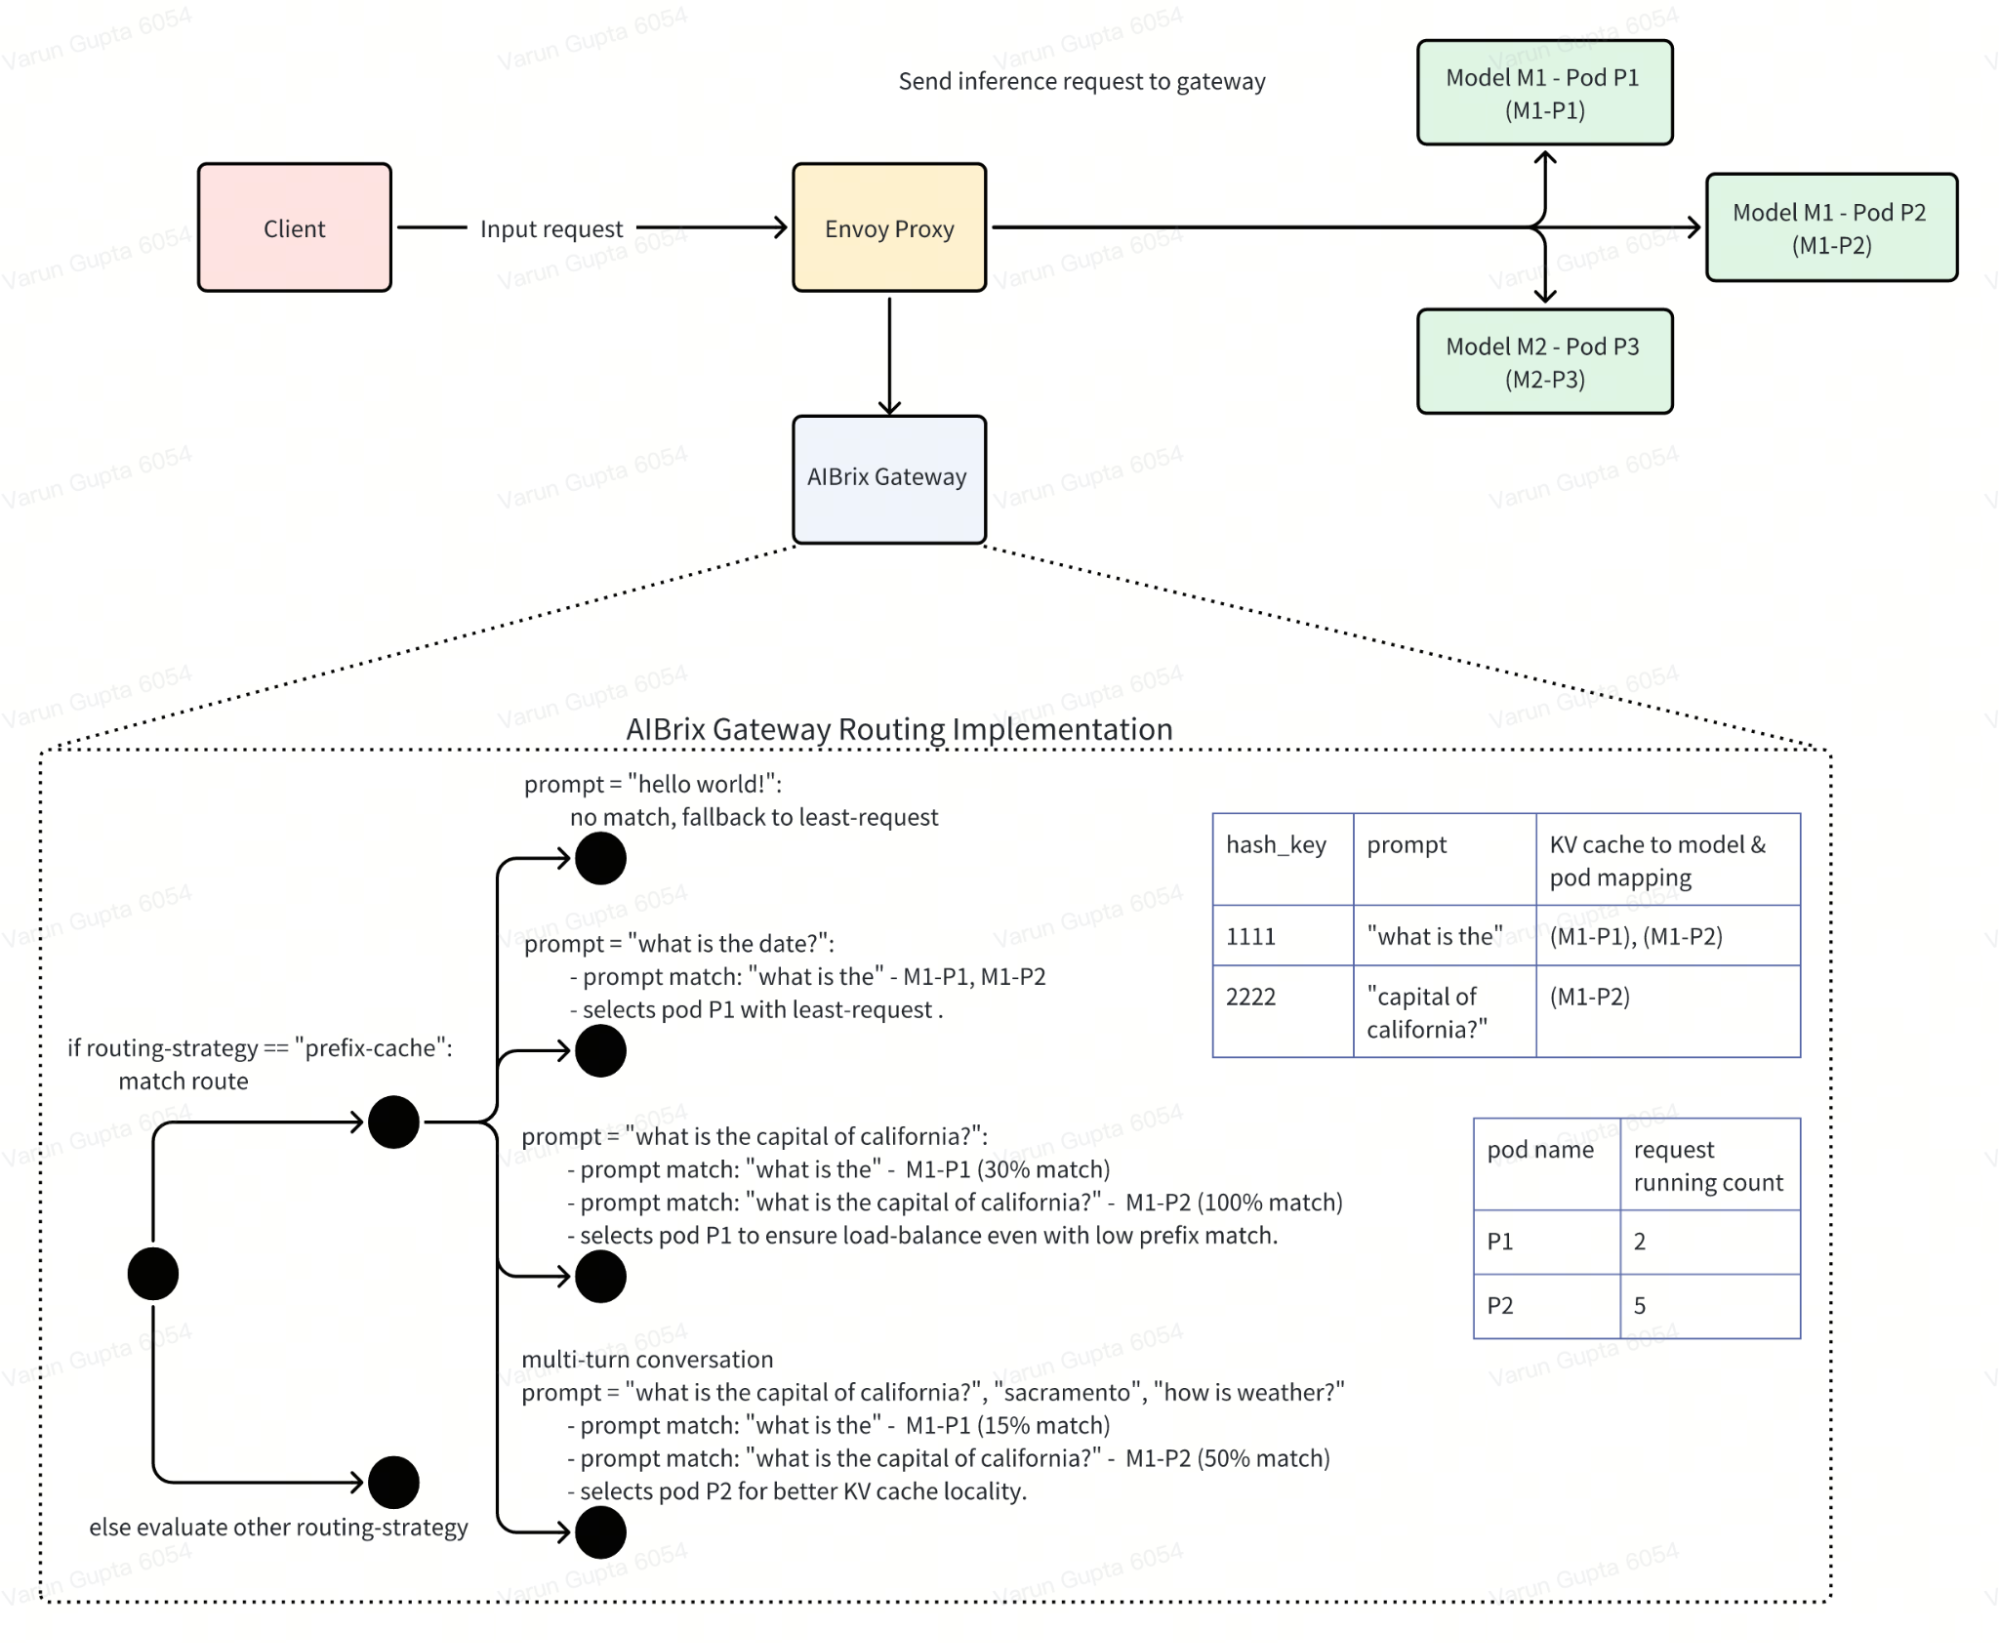 Send inference request to gateway
Model M1 - Pod P1
(M1-P1)
Client
Input request
Envoy Proxy
Model M1 - Pod P2
(M1-P2)
Model M2 - Pod P3
(M2-P3)
AIBrix Gateway
AIBrix Gateway Routing Implementation
if routing-strategy == "prefix-cache":
match route
else evaluate other routing-strategy
prompt = "hello world!":
no match, fallback to least-request
prompt = "what is the date?":
- prompt match: "what is the" - M1-P1, M1-P2
- selects pod P1 with least-request .
prompt = "what is the capital of california?":
- prompt match: "what is the" - M1-P1 (30% match)
- prompt match: "what is the capital of california?" - M1-P2 (100% match)
- selects pod P1 to ensure load-balance even with low prefix match.
multi-turn conversation
prompt = "what is the capital of california?", "sacramento", "how is weather?"
- prompt match: "what is the" - M1-P1 (15% match)
- prompt match: "what is the capital of california?" - M1-P2 (50% match)
- selects pod P2 for better KV cache locality.
hash_key
prompt
KV cache to model &
pod mapping
1111
"what is the"
(M1-P1), (M1-P2)
2222
"capital of
california?"
(M1-P2)
pod name
request
running count
P1
2
P2
5
Varun Gupta 6054